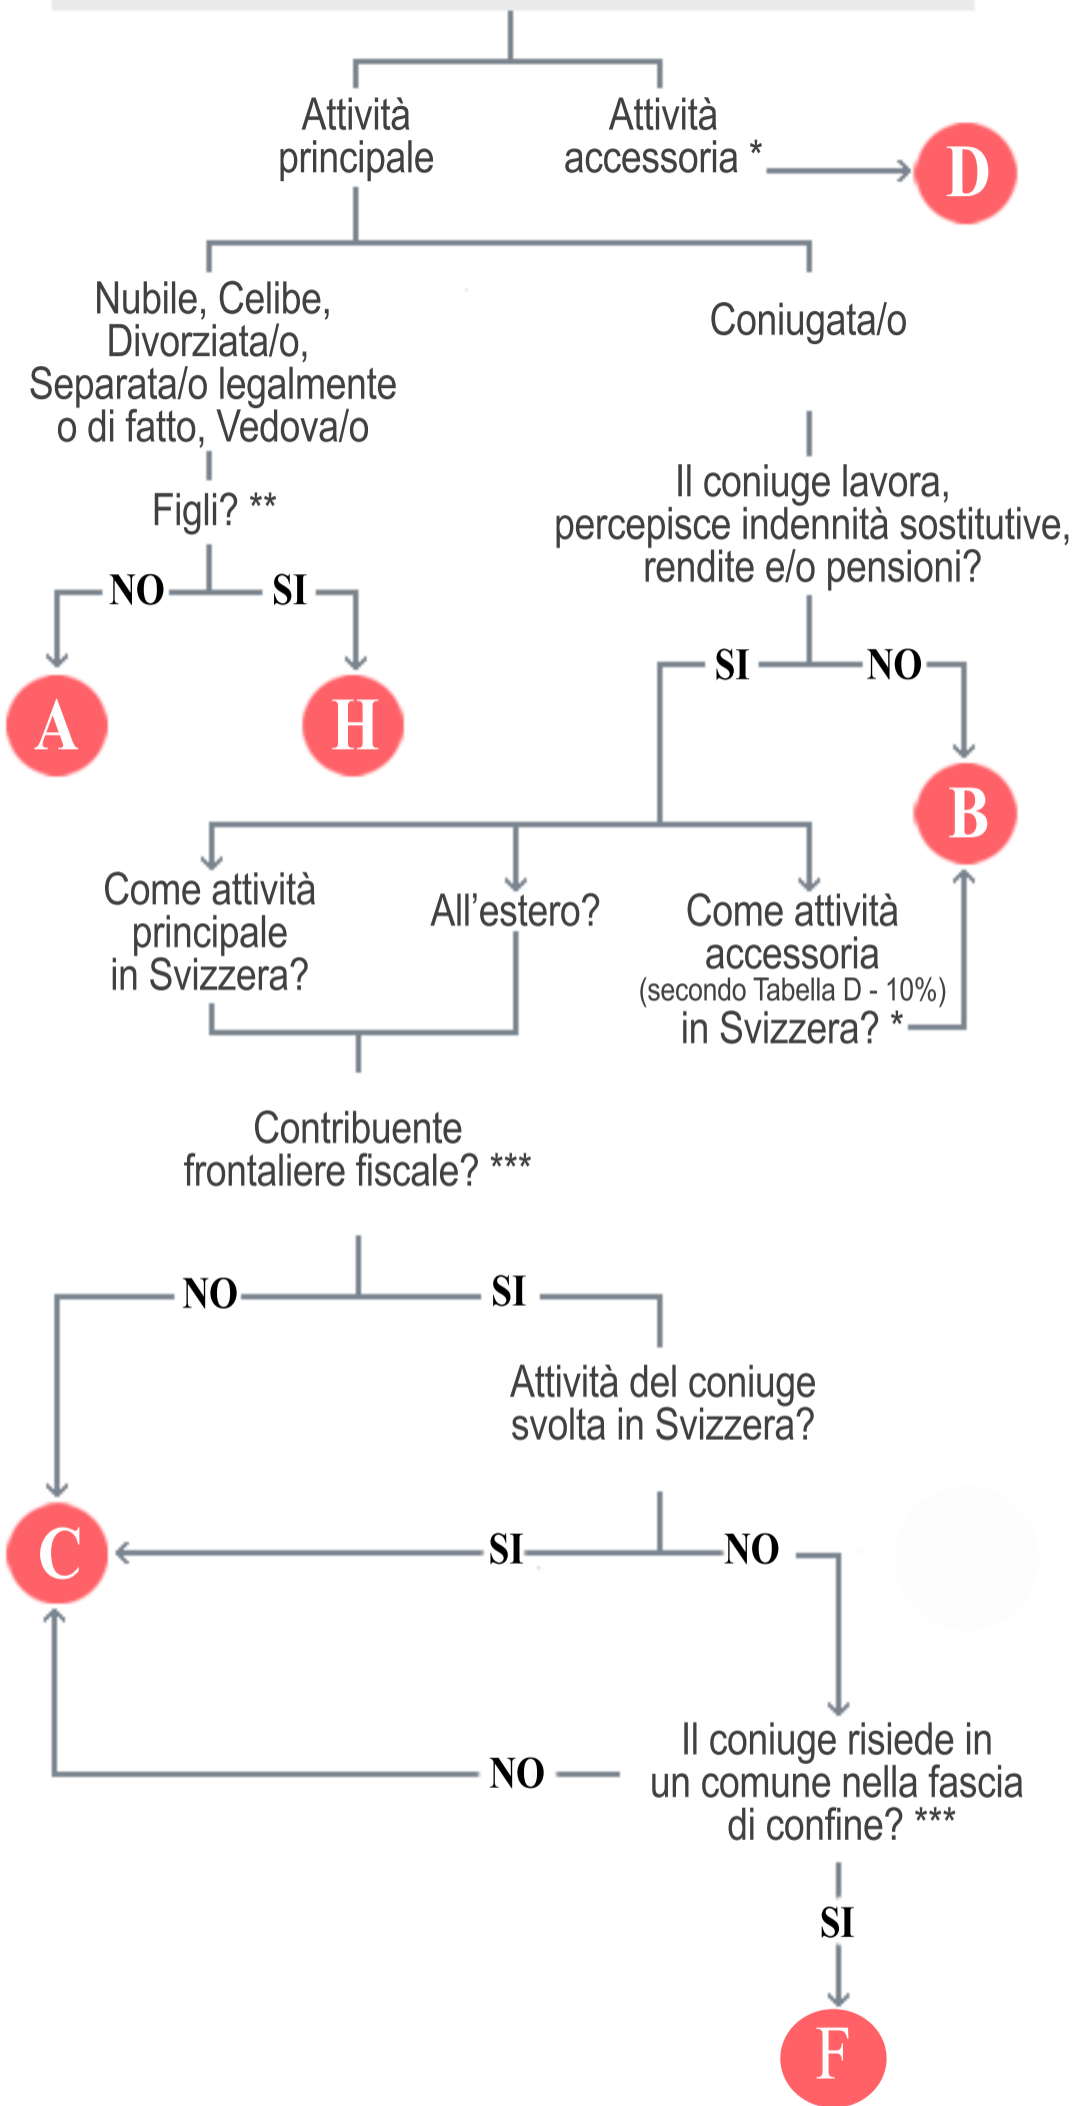 Attività
principale
Attività
accessoria *
D
Nubile, Celibe,
Divorziata/o,
Separata/o legalmente
o di fatto, Vedova/o
Coniugata/o
Figli? **
Il coniuge lavora,
percepisce indennità sostitutive,
rendite e/o pensioni?
NO
SI
SI
NO
A
H
B
Come attività
principale
in Svizzera?
All'estero?
Come attività
accessoria
(secondo Tabella D - 10%)
in Svizzera? *
Contribuente
frontaliere fiscale? ***
NO
SI
Attività del coniuge
svolta in Svizzera?
C
SI
NO
Il coniuge risiede in
un comune nella fascia
di confine? ***
NO
SI
F